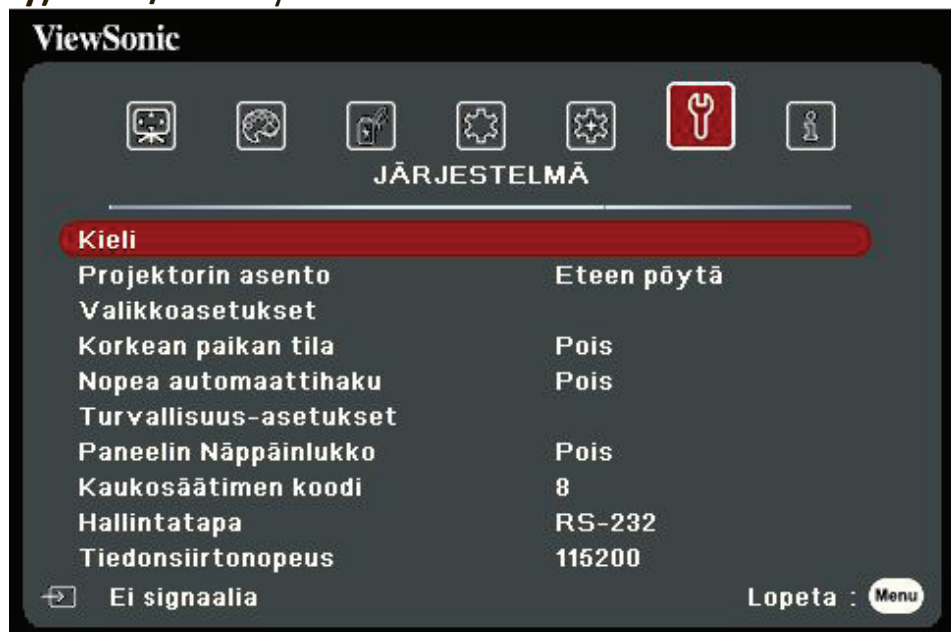 ViewSonic
JÄRJESTELMÄ
Kieli
Projektorin asento Eteen pöytä
Valikkoasetukset
Korkean paikan tila Pois
Nopea automaattihaku Pois
Turvallisuus-asetukset
Paneelin Näppäinlukko Pois
Kaukosäätimen koodi 8
Hallintatapa RS-232
Tiedonsiirtonopeus 115200
Ei signaalia Lopeta : Menu